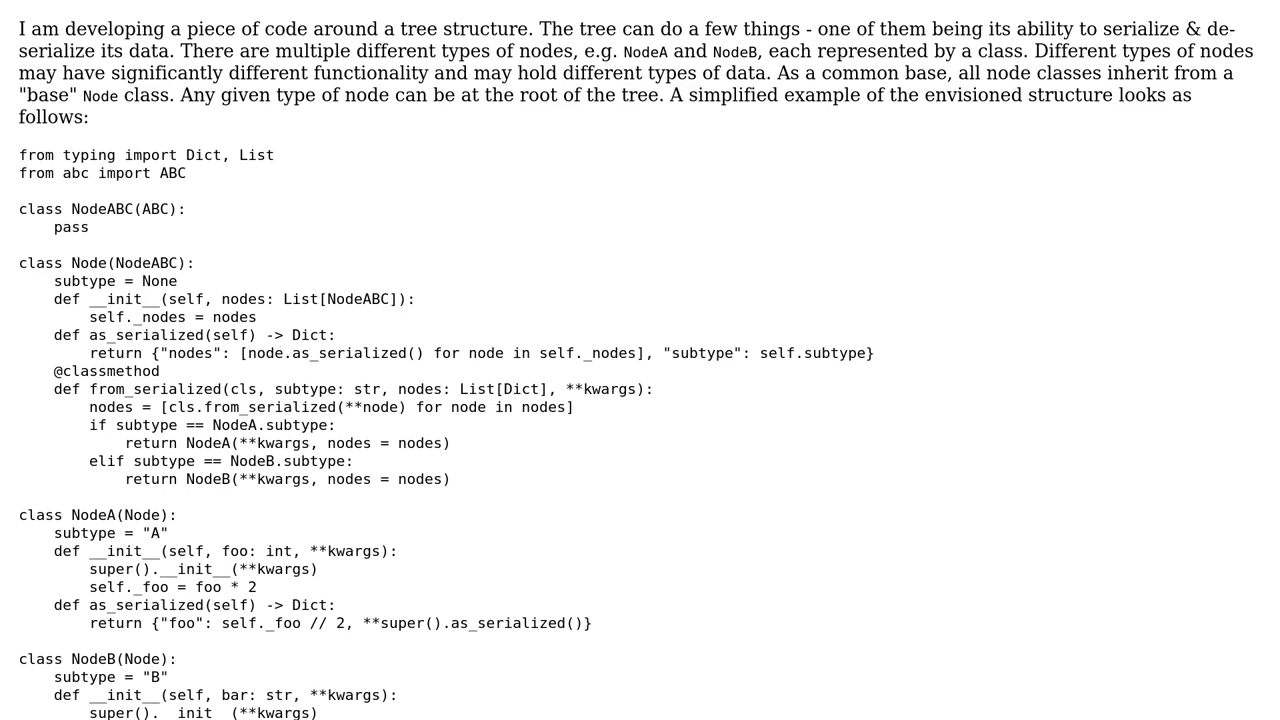 I am developing a piece of code around a tree structure. The tree can do a few things - one of them being its ability to serialize & de-
serialize its data. There are multiple different types of nodes, e.g. NodeA and NodeB, each represented by a class. Different types of nodes
may have significantly different functionality and may hold different types of data. As a common base, all node classes inherit from a
"base" Node class. Any given type of node can be at the root of the tree. A simplified example of the envisioned structure looks as
follows:
from typing import Dict, List
from abc import ABC
class NodeABC(ABC):
    pass
class Node(NodeABC):
    subtype = None
    def __init__(self, nodes: List[NodeABC]):
        self._nodes = nodes
    def as_serialized(self) -> Dict:
        return {"nodes": [node.as_serialized() for node in self._nodes], "subtype": self.subtype}
    @classmethod
    def from_serialized(cls, subtype: str, nodes: List[Dict], **kwargs):
        nodes = [cls.from_serialized(**node) for node in nodes]
        if subtype == NodeA.subtype:
            return NodeA(**kwargs, nodes = nodes)
        elif subtype == NodeB.subtype:
            return NodeB(**kwargs, nodes = nodes)
class NodeA(Node):
    subtype = "A"
    def __init__(self, foo: int, **kwargs):
        super().__init__(**kwargs)
        self._foo = foo * 2
    def as_serialized(self) -> Dict:
        return {"foo": self._foo // 2, **super().as_serialized()}
class NodeB(Node):
    subtype = "B"
    def __init__(self, bar: str, **kwargs):
        super().__init__(**kwargs)